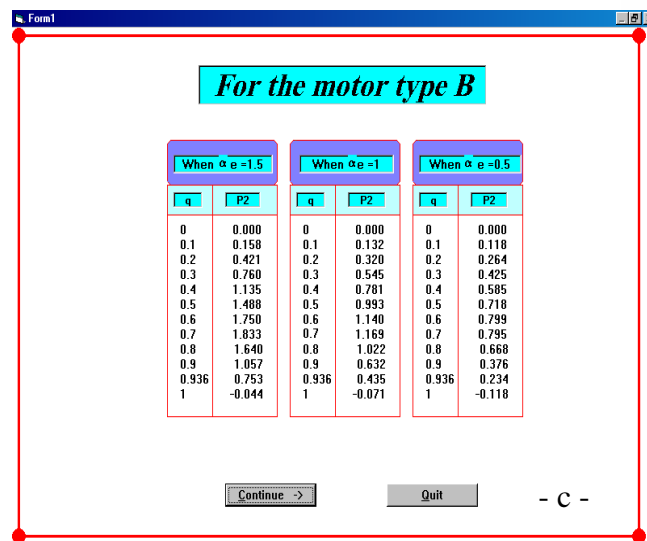 Form1
For the motor type B
When α e =1.5 When α e =1 When α e =0.5
q P2 q P2 q P2
0 0.000 0 0.000 0 0.000
0.1 0.158 0.1 0.132 0.1 0.118
0.2 0.421 0.2 0.320 0.2 0.264
0.3 0.760 0.3 0.545 0.3 0.425
0.4 1.135 0.4 0.781 0.4 0.585
0.5 1.488 0.5 0.993 0.5 0.718
0.6 1.750 0.6 1.140 0.6 0.799
0.7 1.833 0.7 1.169 0.7 0.795
0.8 1.640 0.8 1.022 0.8 0.668
0.9 1.057 0.9 0.632 0.9 0.376
0.936 0.753 0.936 0.435 0.936 0.234
1 -0.044 1 -0.071 1 -0.118
Continue -> Quit - c -